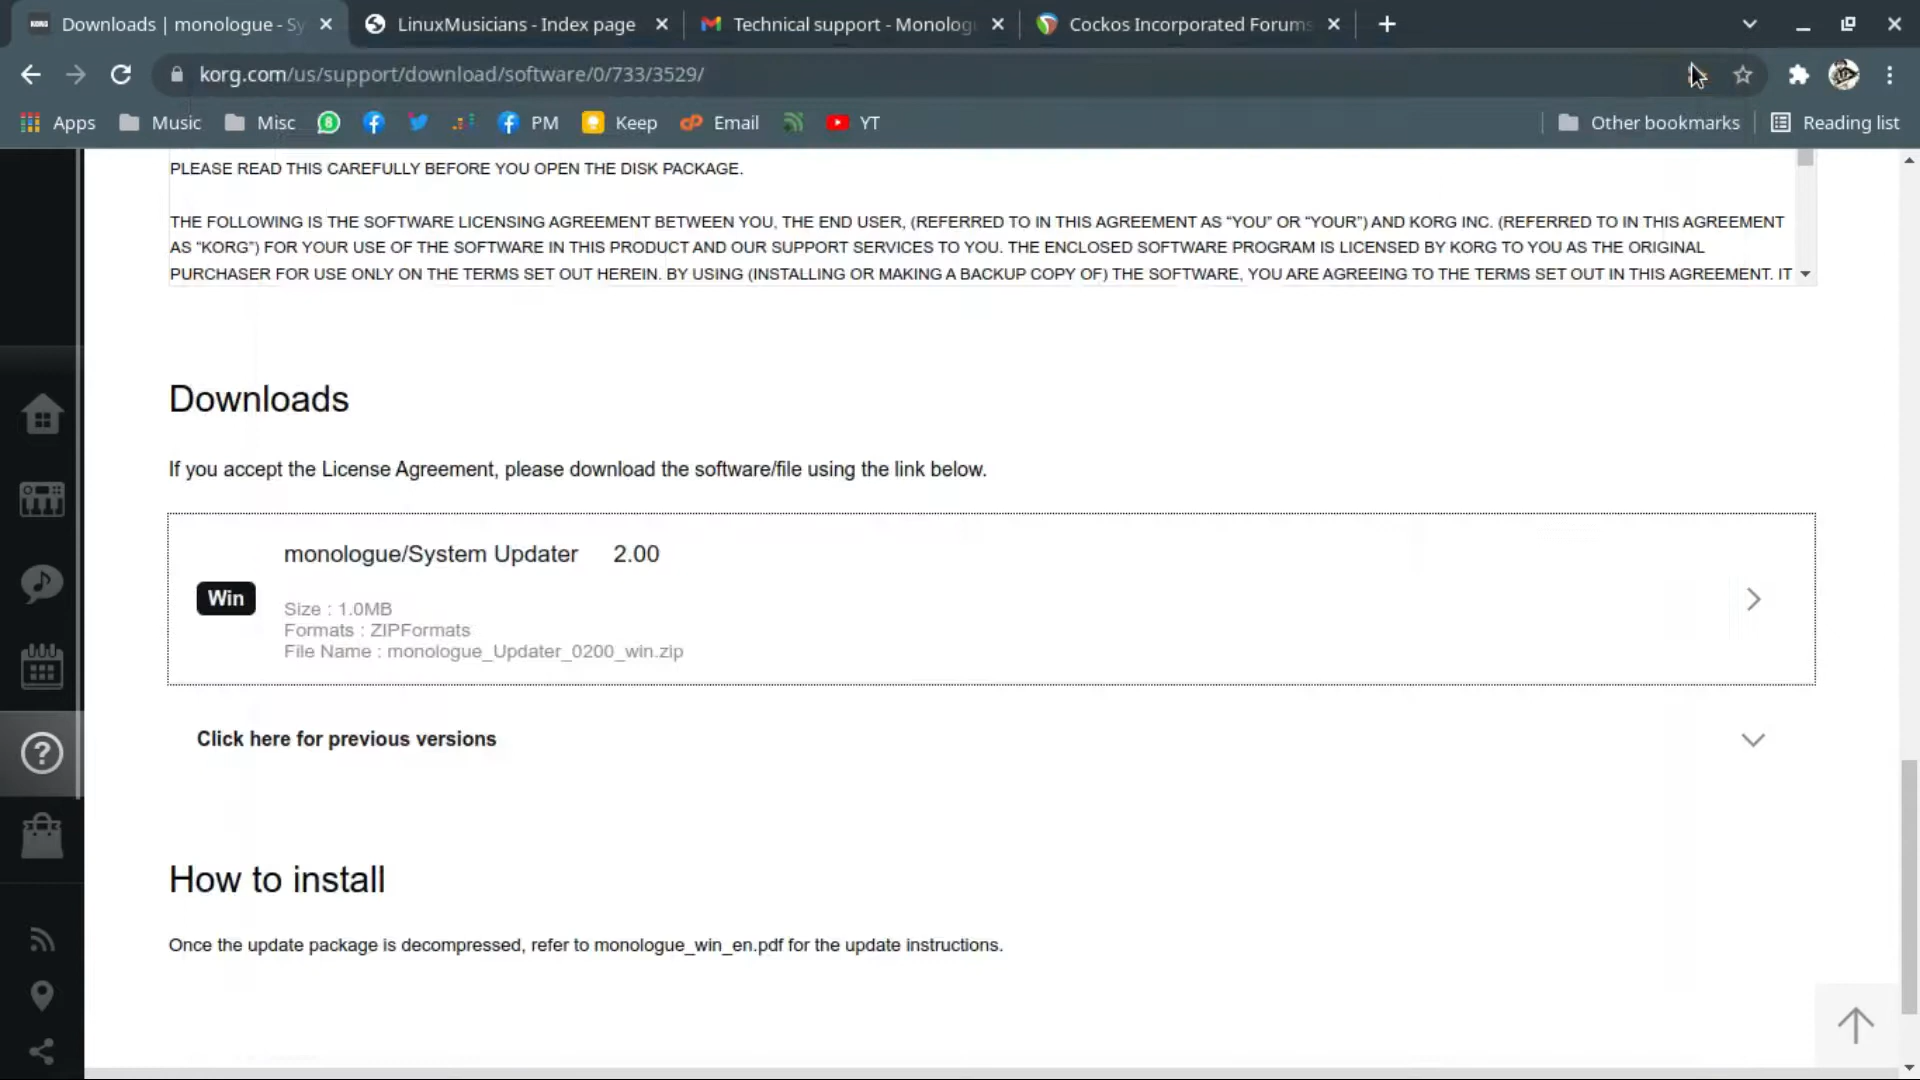 Downloads | monologue - Sy
LinuxMusicians - Index page
Technical support - Monolog
Cockos Incorporated Forums
korg.com/us/support/download/software/0/733/3529/
Apps
Music
Misc
8
PM
Keep
Email
YT
Other bookmarks
Reading list
PLEASE READ THIS CAREFULLY BEFORE YOU OPEN THE DISK PACKAGE.
THE FOLLOWING IS THE SOFTWARE LICENSING AGREEMENT BETWEEN YOU, THE END USER, (REFERRED TO IN THIS AGREEMENT AS “YOU” OR “YOUR”) AND KORG INC. (REFERRED TO IN THIS AGREEMENT
AS “KORG”) FOR YOUR USE OF THE SOFTWARE IN THIS PRODUCT AND OUR SUPPORT SERVICES TO YOU. THE ENCLOSED SOFTWARE PROGRAM IS LICENSED BY KORG TO YOU AS THE ORIGINAL
PURCHASER FOR USE ONLY ON THE TERMS SET OUT HEREIN. BY USING (INSTALLING OR MAKING A BACKUP COPY OF) THE SOFTWARE, YOU ARE AGREEING TO THE TERMS SET OUT IN THIS AGREEMENT. IT
Downloads
If you accept the License Agreement, please download the software/file using the link below.
monologue/System Updater 2.00
Win
Size : 1.0MB
Formats : ZIPFormats
File Name : monologue_Updater_0200_win.zip
Click here for previous versions
How to install
Once the update package is decompressed, refer to monologue_win_en.pdf for the update instructions.